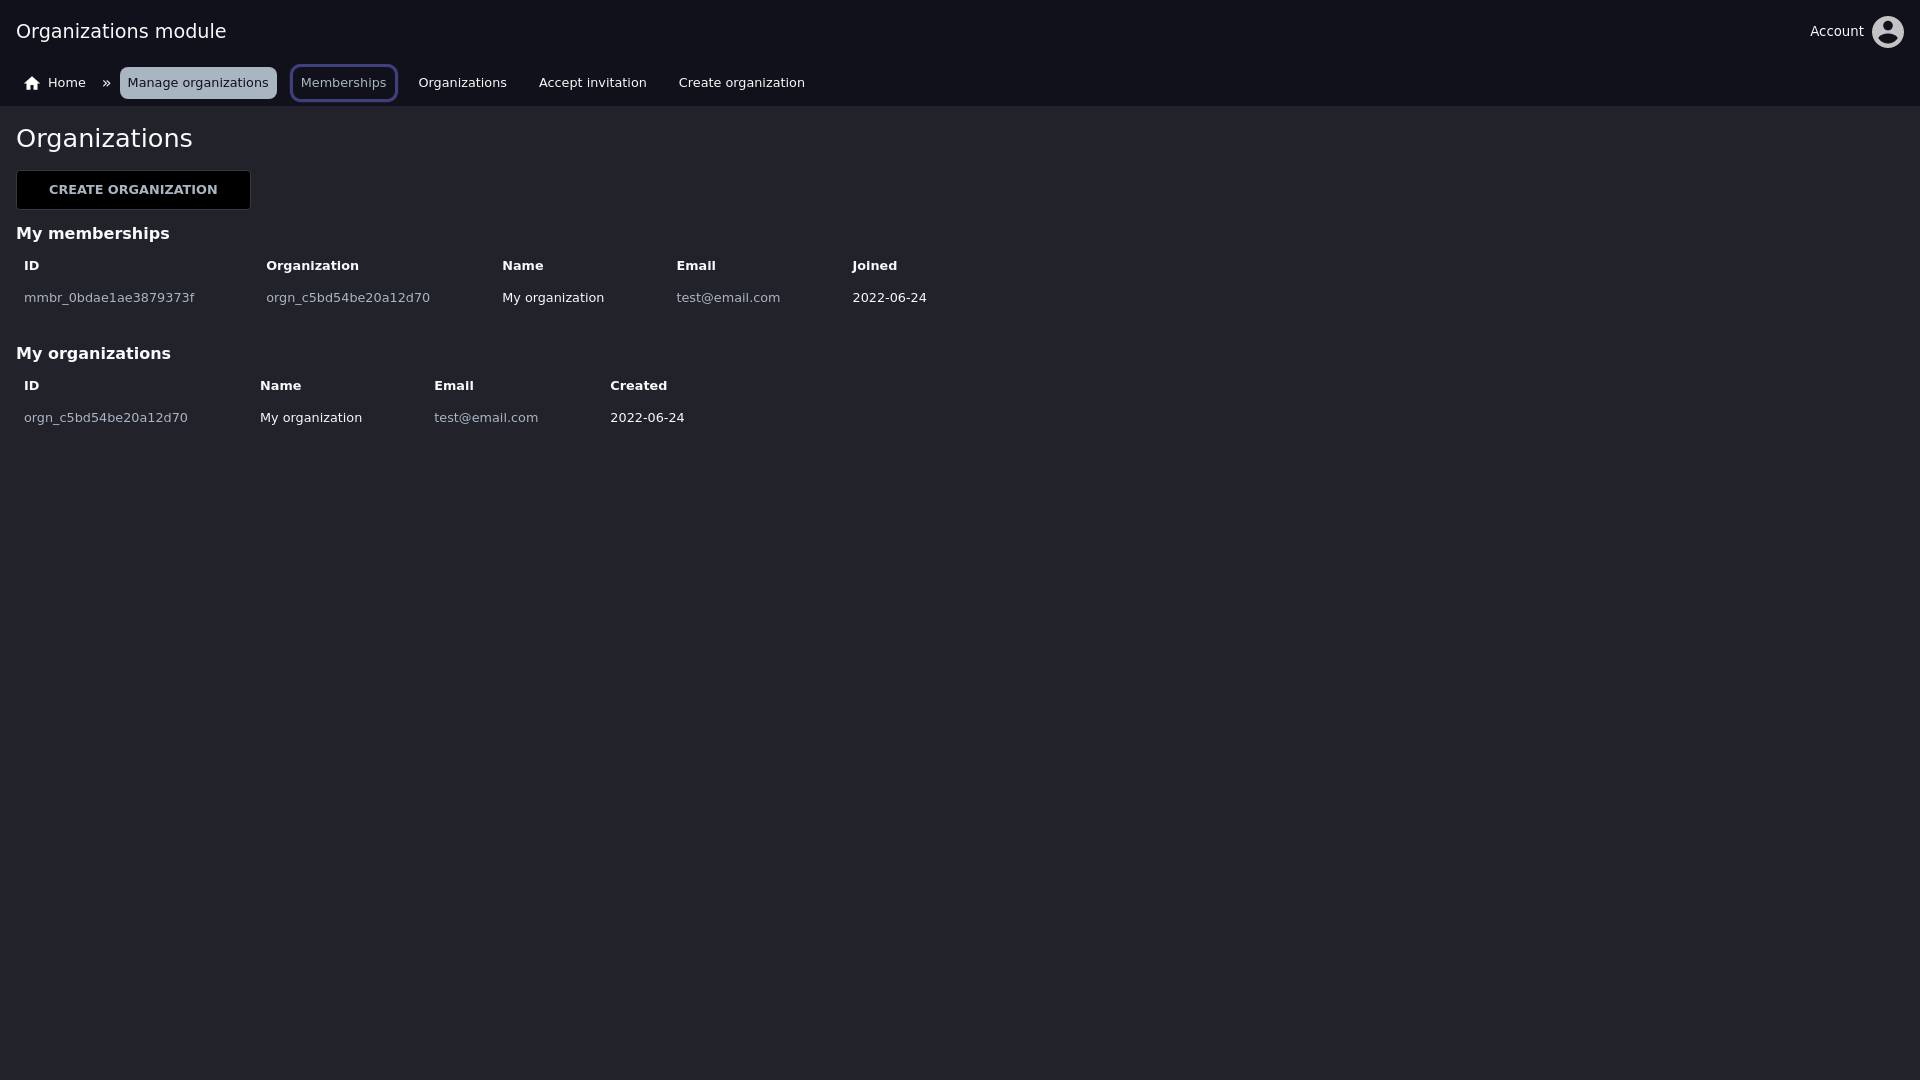 Organizations module
Account
Home » Manage organizations Memberships Organizations Accept invitation Create organization
Organizations
CREATE ORGANIZATION
My memberships
ID Organization Name Email Joined
mmbr_0bdae1ae3879373f orgn_c5bd54be20a12d70 My organization test@email.com 2022-06-24
My organizations
ID Name Email Created
orgn_c5bd54be20a12d70 My organization test@email.com 2022-06-24